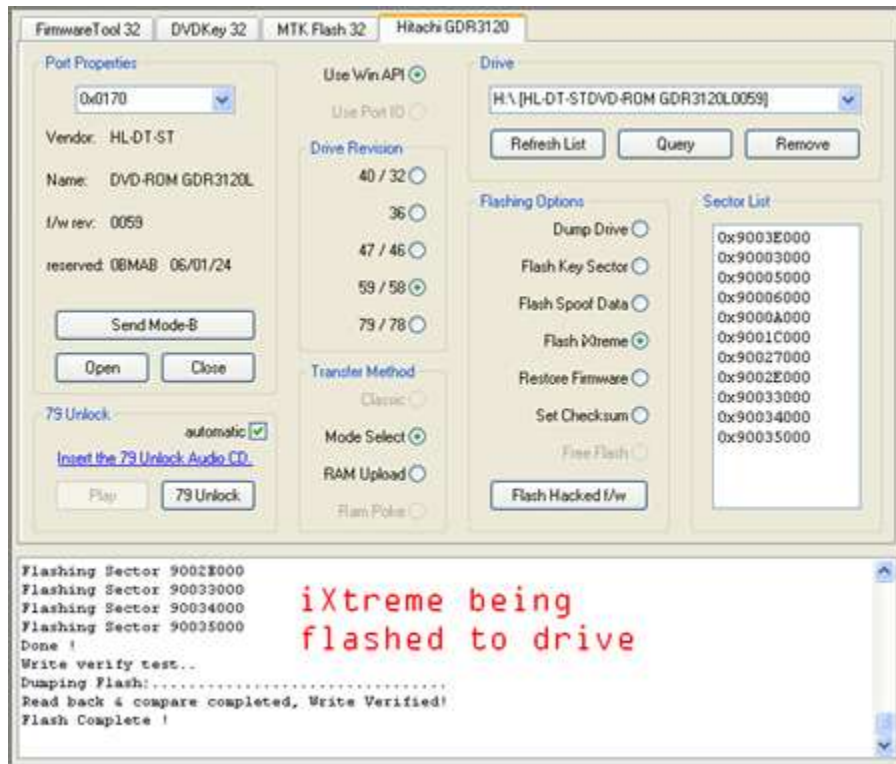 FirmwareTool 32 DVDKey 32 MTK Flash 32 Hitachi GDR3120
Port Properties
0x0170
Vendor: HL-DT-ST
Name: DVD-ROM GDR3120L
f/w rev: 0059
reserved: 0BMAB 06/01/24
Send Mode-B
Open Close
79 Unlock
automatic
Insert the 79 Unlock Audio CD.
Play 79 Unlock
Use Win API
Use Port IO
Drive Revision
40 / 32
36
47 / 46
59 / 58
79 / 78
Transfer Method
Classic
Mode Select
RAM Upload
Ram Poke
Drive
H:\ [HL-DT-STDVD-ROM GDR3120L0059]
Refresh List Query Remove
Flashing Options
Dump Drive
Flash Key Sector
Flash Spoof Data
Flash iXtreme
Restore Firmware
Set Checksum
Free Flash
Flash Hacked f/w
Sector List
0x9003E000
0x90003000
0x90005000
0x90006000
0x9000A000
0x9001C000
0x90027000
0x9002E000
0x90033000
0x90034000
0x90035000
Flashing Sector 9002E000
Flashing Sector 90033000
Flashing Sector 90034000
Flashing Sector 90035000
Done !
Write verify test..
Dumping Flash:................................
Read back & compare completed, Write Verified!
Flash Complete !
iXtreme being
flashed to drive